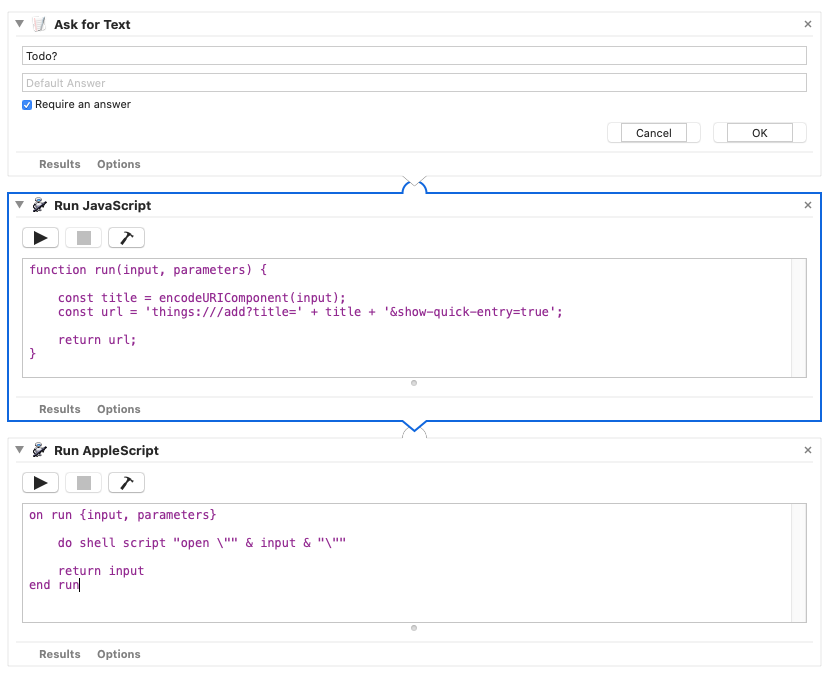 Ask for Text
Todo?
Default Answer
Require an answer
Cancel OK
Results Options
Run JavaScript
function run(input, parameters) {
    const title = encodeURIComponent(input);
    const url = 'things:///add?title=' + title + '&show-quick-entry=true';
    return url;
}
Results Options
Run AppleScript
on run {input, parameters}
    do shell script "open \"" & input & "\""
    return input
end run
Results Options